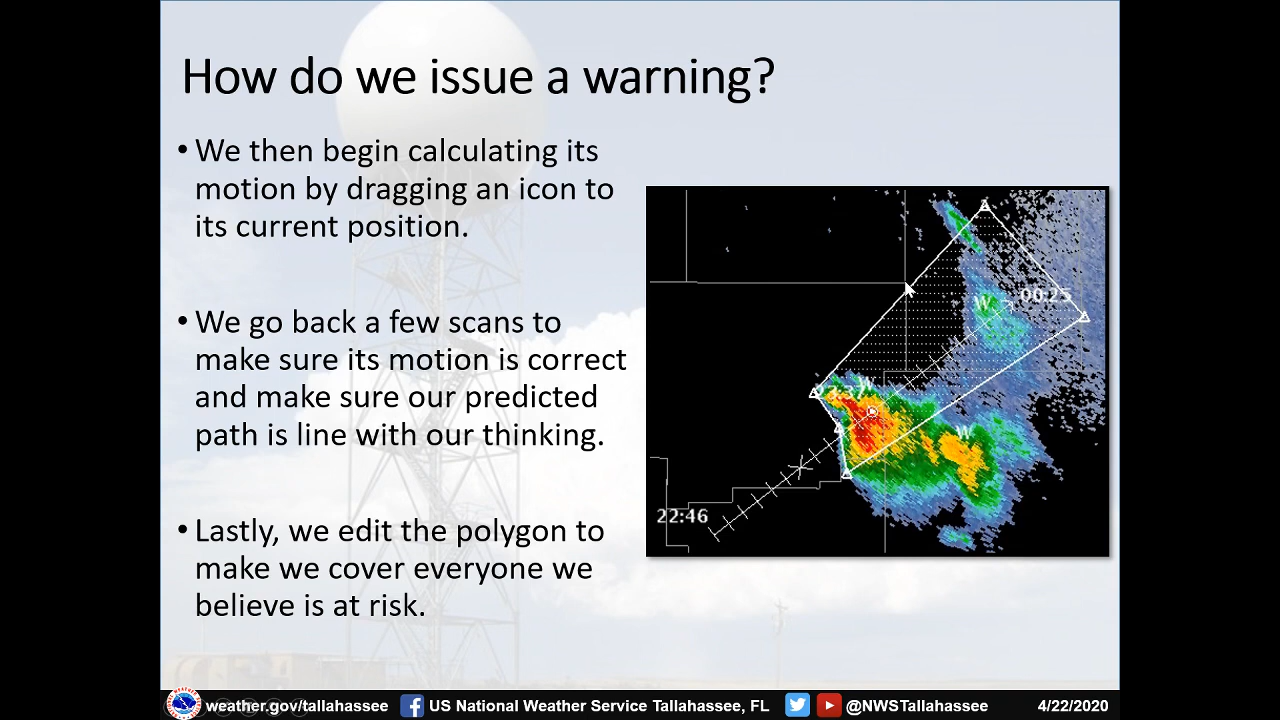 How do we issue a warning?
• We then begin calculating its
motion by dragging an icon to
its current position.
• We go back a few scans to
make sure its motion is correct
and make sure our predicted
path is line with our thinking.
• Lastly, we edit the polygon to
make we cover everyone we
believe is at risk.
W 00:25
23:37 W
W
22:46
weather.gov/tallahassee US National Weather Service Tallahassee, FL @NWSTallahassee 4/22/2020